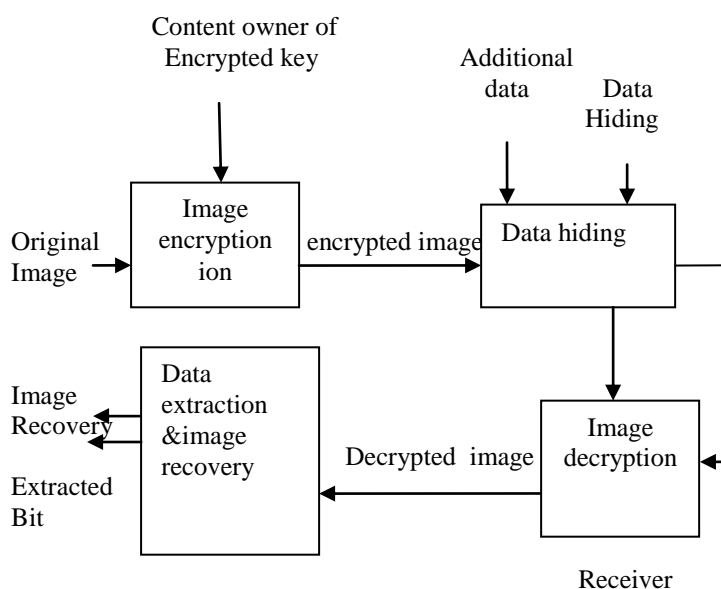 Content owner of
Encrypted key
Additional
data
Data
Hiding
Image
encryption
ion
Original
Image
encrypted image
Data hiding
Data
extraction
&image
recovery
Image
Recovery
Extracted
Bit
Decrypted image
Image
decryption
Receiver